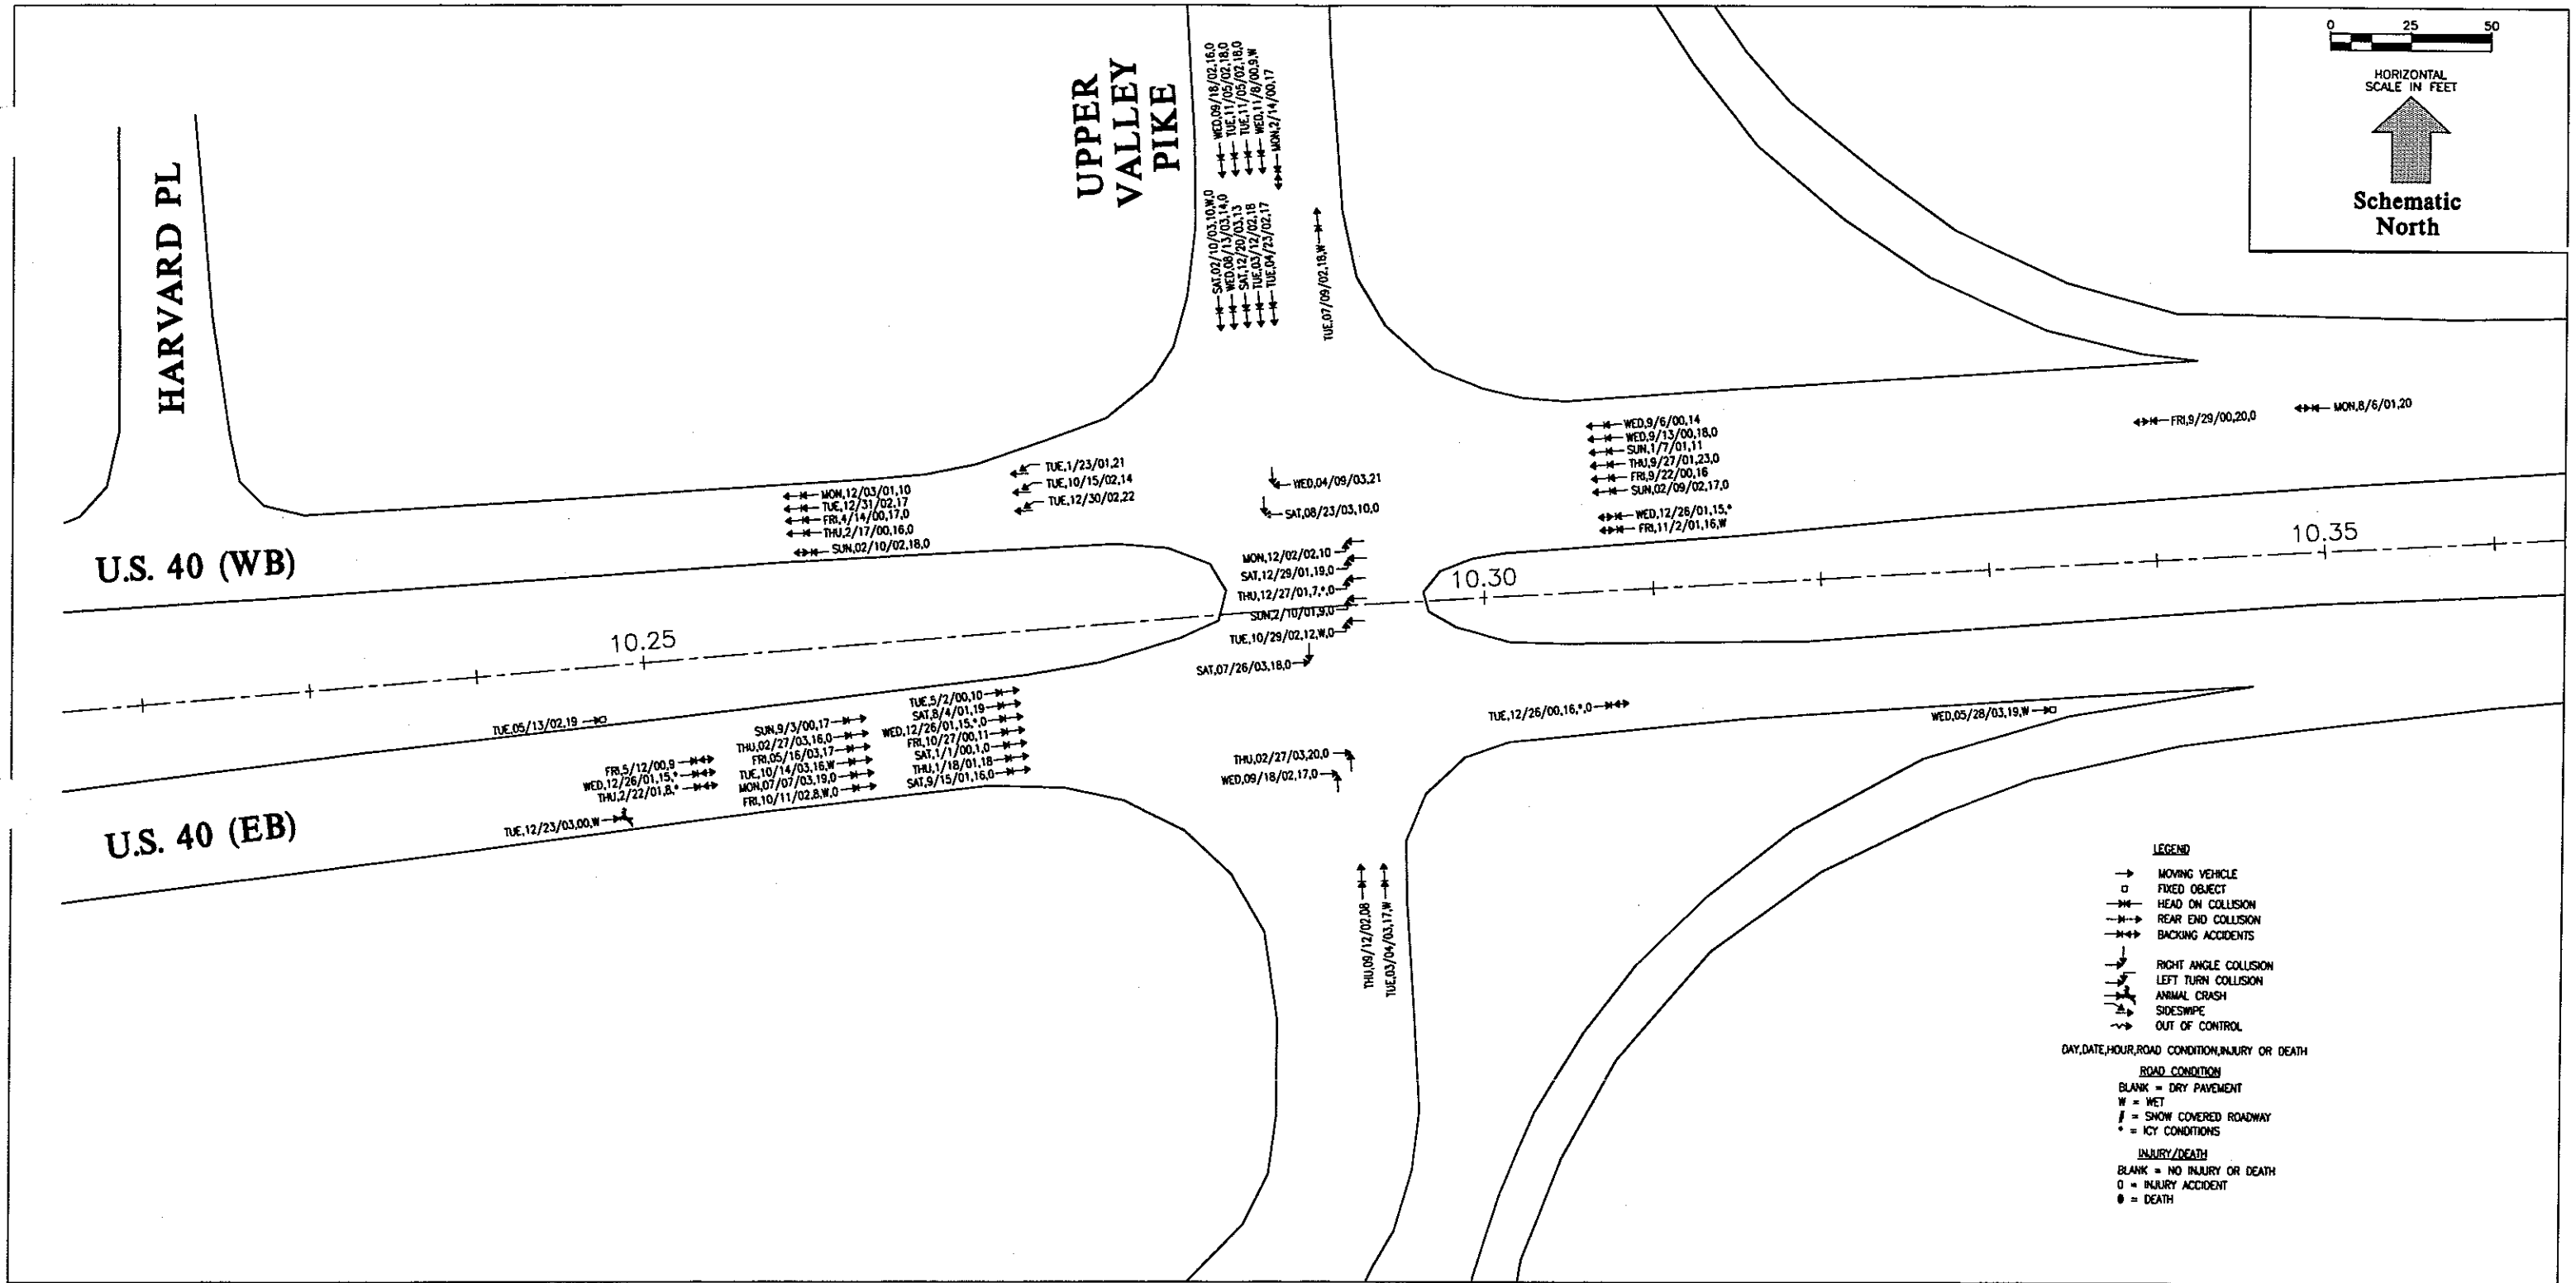 0 25 50
HORIZONTAL
SCALE IN FEET
Schematic
North
HARVARD PL
UPPER
VALLEY
PIKE
WED,09/18/02,16,0
TUE,11/05/02,18,0
TUE,11/05/02,18,0
WED,11/8/00,9,W
MON,2/14/00,17
SAT,02/10/03,10,W,0
WED,08/13/03,14,0
SAT,12/20/03,13
TUE,03/12/02,18
TUE,04/23/02,17
TUE,07/09/02,18,W
WED,9/6/00,14
WED,9/13/00,18,0
SUN,1/7/01,11
THU,9/27/01,23,0
FRI,9/22/00,16
SUN,02/09/02,17,0
WED,12/26/01,15,*
FRI,11/2/01,16,W
FRI,9/29/00,20,0
MON,8/6/01,20
TUE,1/23/01,21
TUE,10/15/02,14
TUE,12/30/02,22
MON,12/03/01,10
TUE,12/31/02,17
FRI,4/14/00,17,0
THU,2/17/00,16,0
SUN,02/10/02,18,0
WED,04/09/03,21
SAT,08/23/03,10,0
MON,12/02/02,10
SAT,12/29/01,19,0
THU,12/27/01,7,*,0
SUN,2/10/01,9,0
TUE,10/29/02,12,W,0
SAT,07/26/03,18,0
U.S. 40 (WB)
10.25
10.30
10.35
TUE,05/13/02,19
FRI,5/12/00,9
WED,12/26/01,15,*
THU,2/22/01,8,*
SUN,9/3/00,17
THU,02/27/03,16,0
FRI,05/16/03,17
TUE,10/14/03,16,W
MON,07/07/03,19,0
FRI,10/11/02,8,W,0
TUE,5/2/00,10
SAT,8/4/01,19
WED,12/26/01,15,*,0
FRI,10/27/00,11
SAT,1/1/00,1,0
THU,1/18/01,18
SAT,9/15/01,16,0
TUE,12/23/03,00,W
U.S. 40 (EB)
TUE,12/26/00,16,*,0
WED,05/28/03,19,W
THU,02/27/03,20,0
WED,09/18/02,17,0
THU,09/12/02,08
TUE,03/04/03,17,W
LEGEND
MOVING VEHICLE
FIXED OBJECT
HEAD ON COLLISION
REAR END COLLISION
BACKING ACCIDENTS
RIGHT ANGLE COLLISION
LEFT TURN COLLISION
ANIMAL CRASH
SIDESWIPE
OUT OF CONTROL
DAY,DATE,HOUR,ROAD CONDITION,INJURY OR DEATH
ROAD CONDITION
BLANK = DRY PAVEMENT
W = WET
# = SNOW COVERED ROADWAY
* = ICY CONDITIONS
INJURY/DEATH
BLANK = NO INJURY OR DEATH
0 = INJURY ACCIDENT
● = DEATH